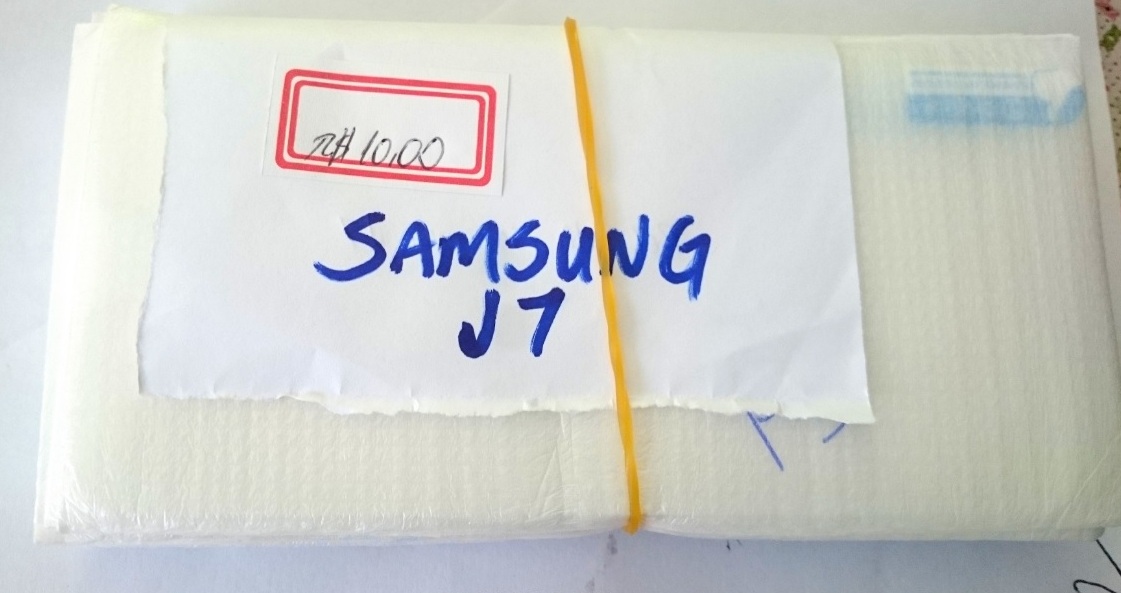 R$ 10,00
SAMSUNG
J7